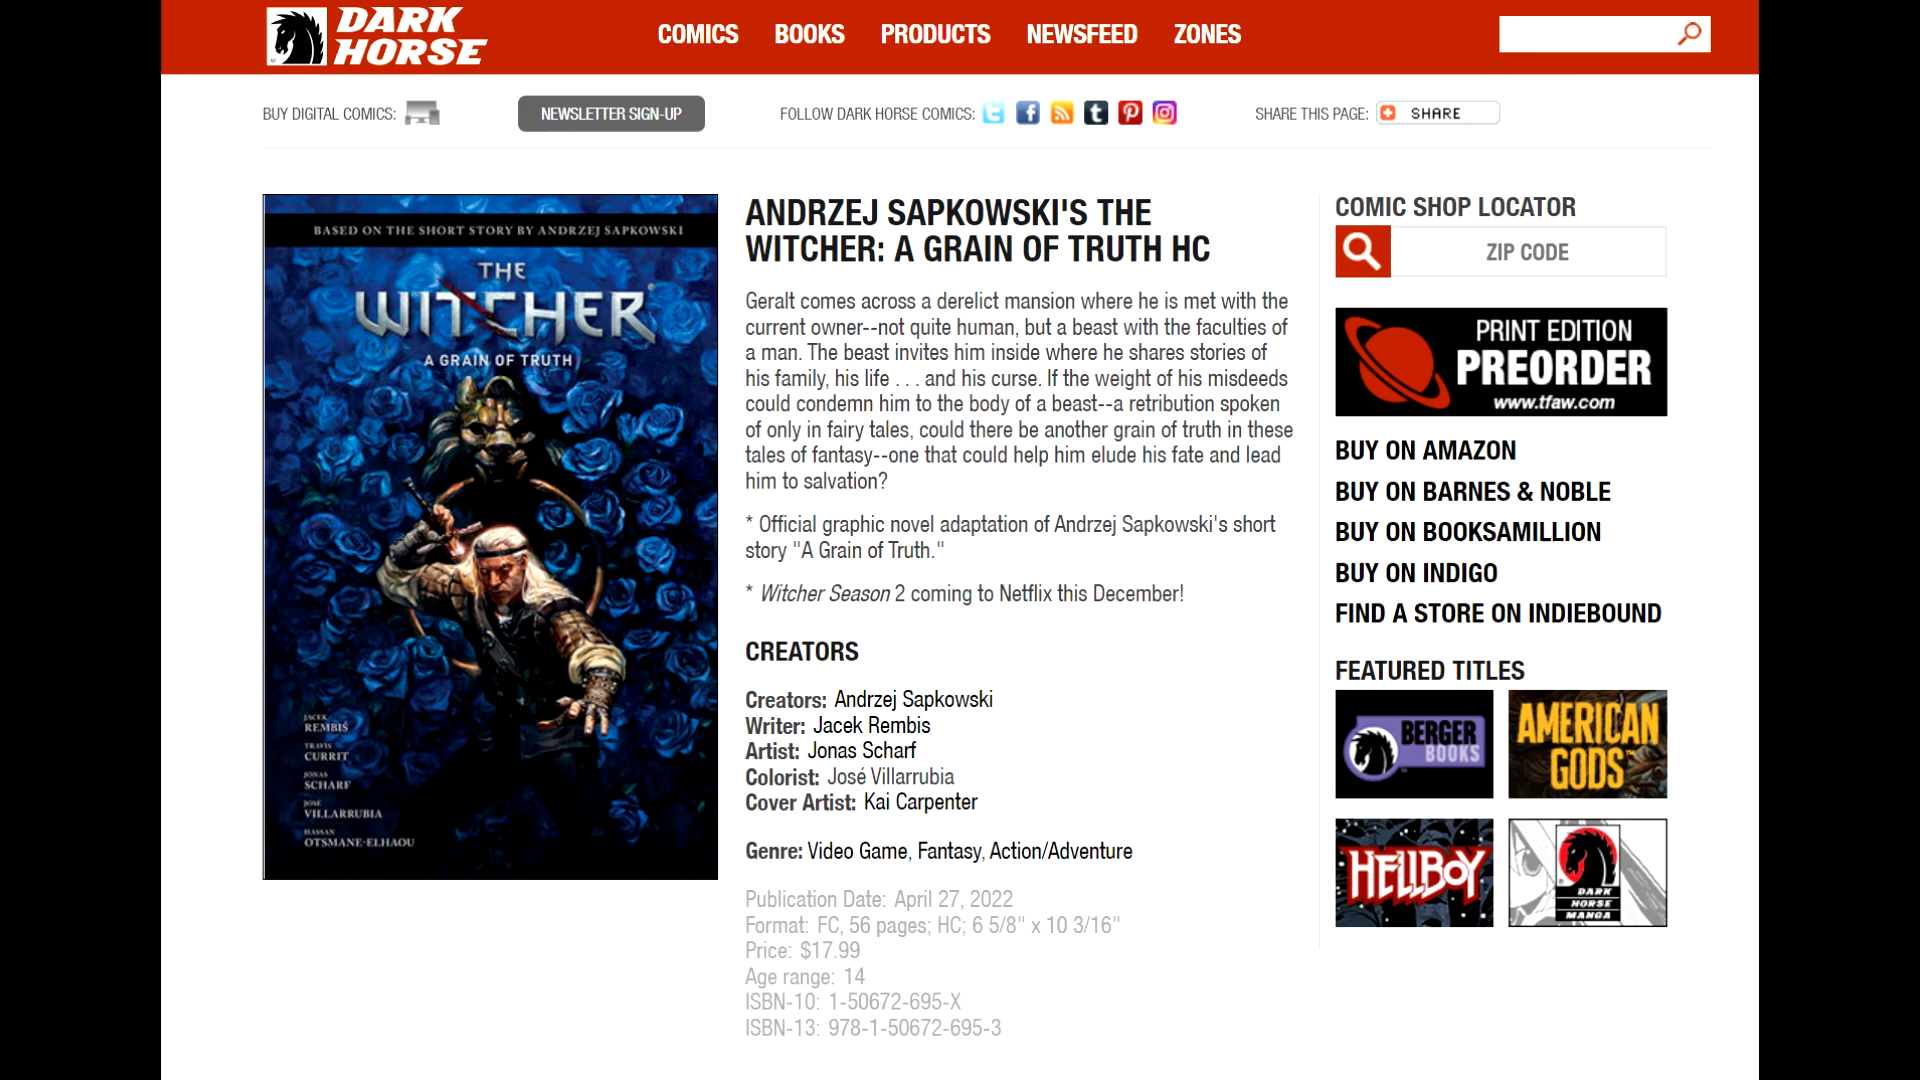 DARK
HORSE
COMICS BOOKS PRODUCTS NEWSFEED ZONES
BUY DIGITAL COMICS:
NEWSLETTER SIGN-UP
FOLLOW DARK HORSE COMICS:
SHARE THIS PAGE:
SHARE
BASED ON THE SHORT STORY BY ANDRZEJ SAPKOWSKI
THE
WITCHER
A GRAIN OF TRUTH
JACEK
REMBIŚ
TRAVIS
CURRIT
JONAS
SCHARF
JOSÉ
VILLARRUBIA
HASSAN
OTSMANE-ELHAOU
ANDRZEJ SAPKOWSKI'S THE
WITCHER: A GRAIN OF TRUTH HC
Geralt comes across a derelict mansion where he is met with the
current owner--not quite human, but a beast with the faculties of
a man. The beast invites him inside where he shares stories of
his family, his life . . . and his curse. If the weight of his misdeeds
could condemn him to the body of a beast--a retribution spoken
of only in fairy tales, could there be another grain of truth in these
tales of fantasy--one that could help him elude his fate and lead
him to salvation?
* Official graphic novel adaptation of Andrzej Sapkowski's short
story "A Grain of Truth."
* Witcher Season 2 coming to Netflix this December!
CREATORS
Creators: Andrzej Sapkowski
Writer: Jacek Rembis
Artist: Jonas Scharf
Colorist: José Villarrubia
Cover Artist: Kai Carpenter
Genre: Video Game, Fantasy, Action/Adventure
Publication Date: April 27, 2022
Format: FC, 56 pages; HC; 6 5/8" x 10 3/16"
Price: $17.99
Age range: 14
ISBN-10: 1-50672-695-X
ISBN-13: 978-1-50672-695-3
COMIC SHOP LOCATOR
ZIP CODE
PRINT EDITION
PREORDER
www.tfaw.com
BUY ON AMAZON
BUY ON BARNES & NOBLE
BUY ON BOOKSAMILLION
BUY ON INDIGO
FIND A STORE ON INDIEBOUND
FEATURED TITLES
BERGER
BOOKS
AMERICAN
GODS
HELLBOY
DARK
HORSE
MANGA